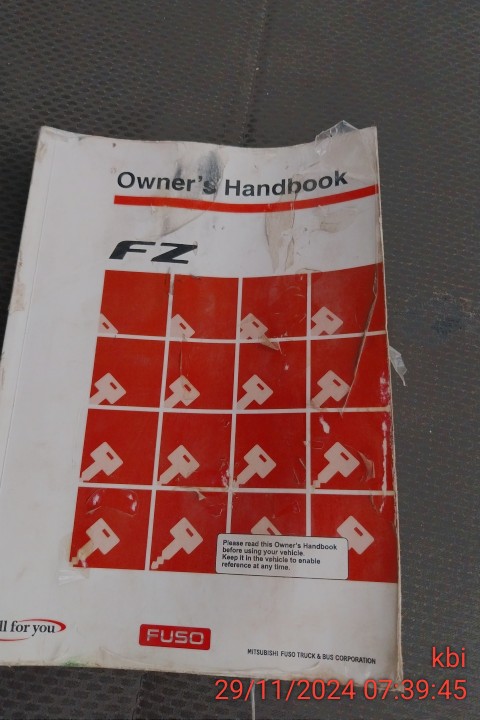 Owner's Handbook
FZ
Please read this Owner's Handbook
before using your vehicle.
Keep it in the vehicle to enable
reference at any time.
for you
FUSO
MITSUBISHI FUSO TRUCK & BUS CORPORATION
kbi
29/11/2024 07:39:45